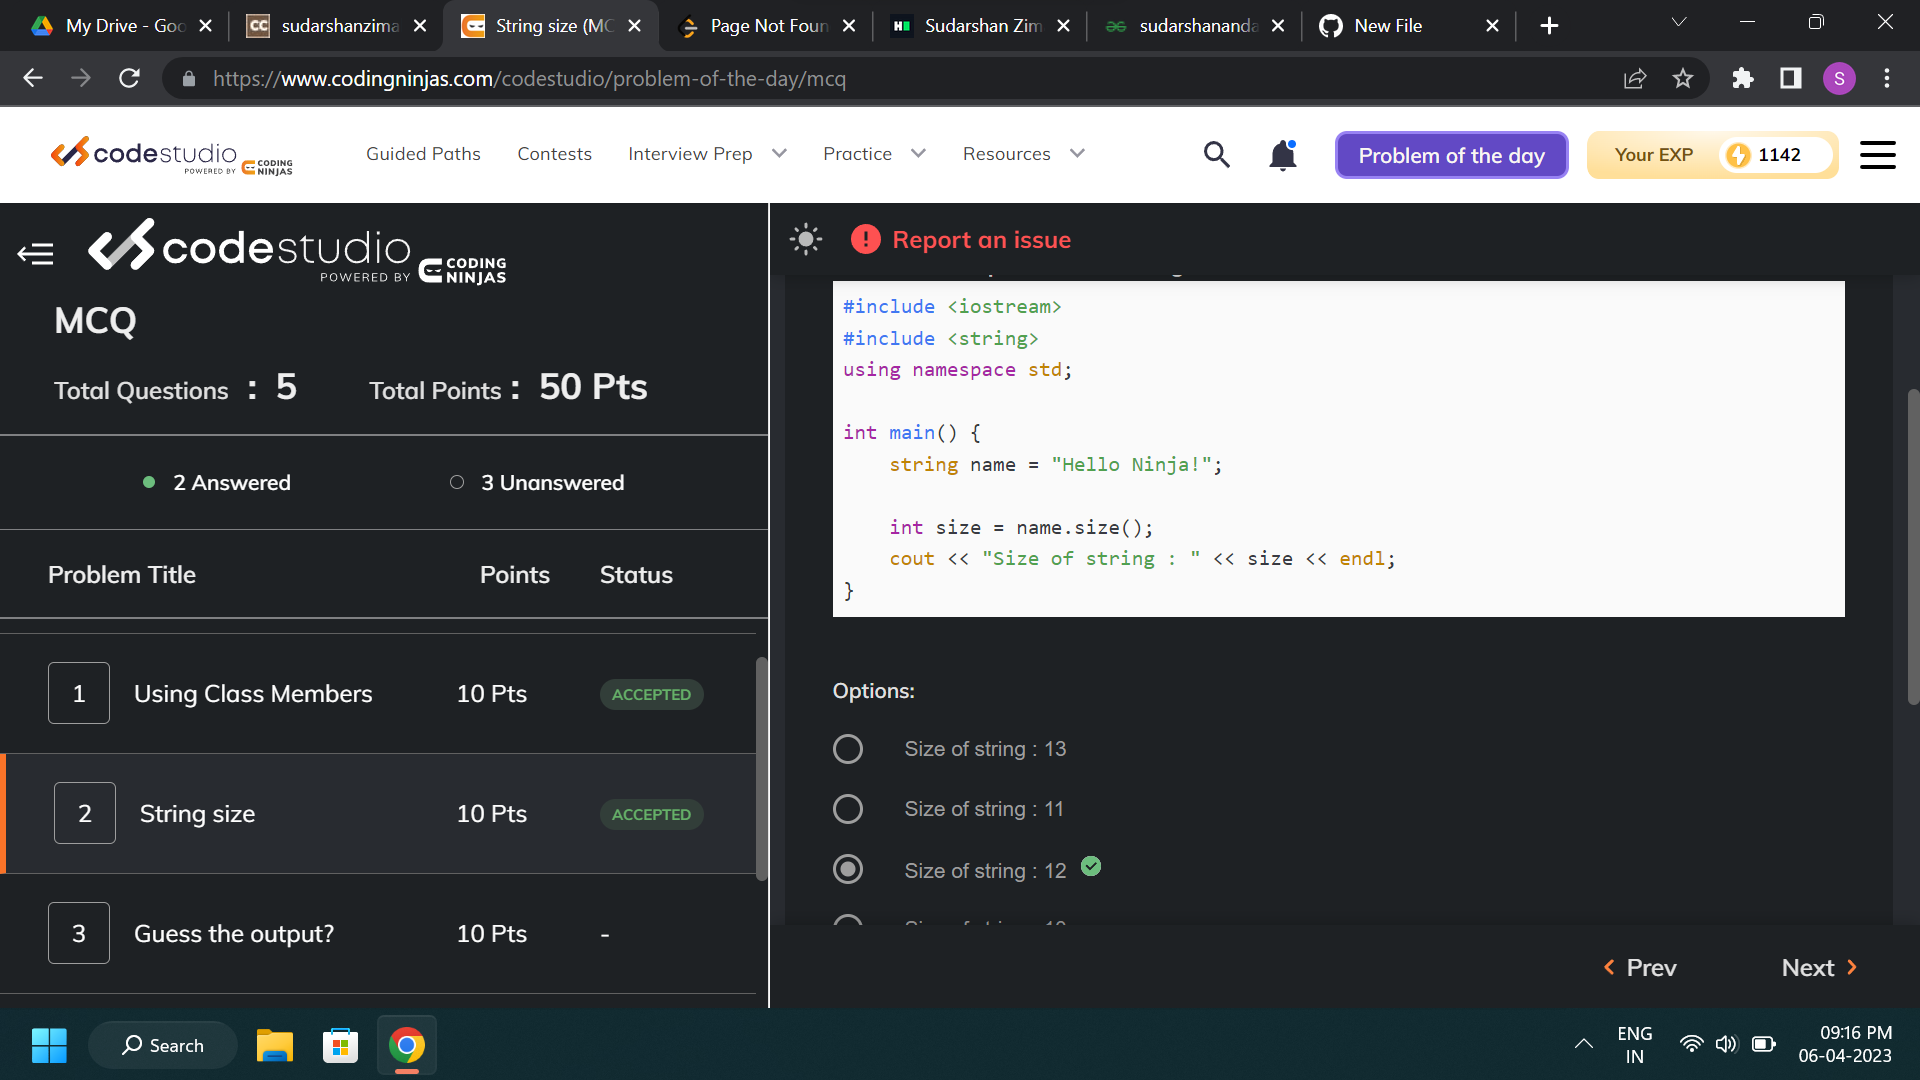 My Drive - Goo
sudarshanzima
String size (MC
Page Not Foun
Sudarshan Zim
sudarshananda
New File
https://www.codingninjas.com/codestudio/problem-of-the-day/mcq
S
codestudio
POWERED BY CODING NINJAS
Guided Paths
Contests
Interview Prep
Practice
Resources
Problem of the day
Your EXP
1142
codestudio
POWERED BY CODING NINJAS
MCQ
Total Questions : 5
Total Points : 50 Pts
2 Answered
3 Unanswered
Problem Title
Points
Status
1 Using Class Members 10 Pts ACCEPTED
2 String size 10 Pts ACCEPTED
3 Guess the output? 10 Pts -
Report an issue
#include <iostream>
#include <string>
using namespace std;
int main() {
    string name = "Hello Ninja!";
    int size = name.size();
    cout << "Size of string : " << size << endl;
}
Options:
Size of string : 13
Size of string : 11
Size of string : 12
Prev
Next
Search
ENG
IN
09:16 PM
06-04-2023